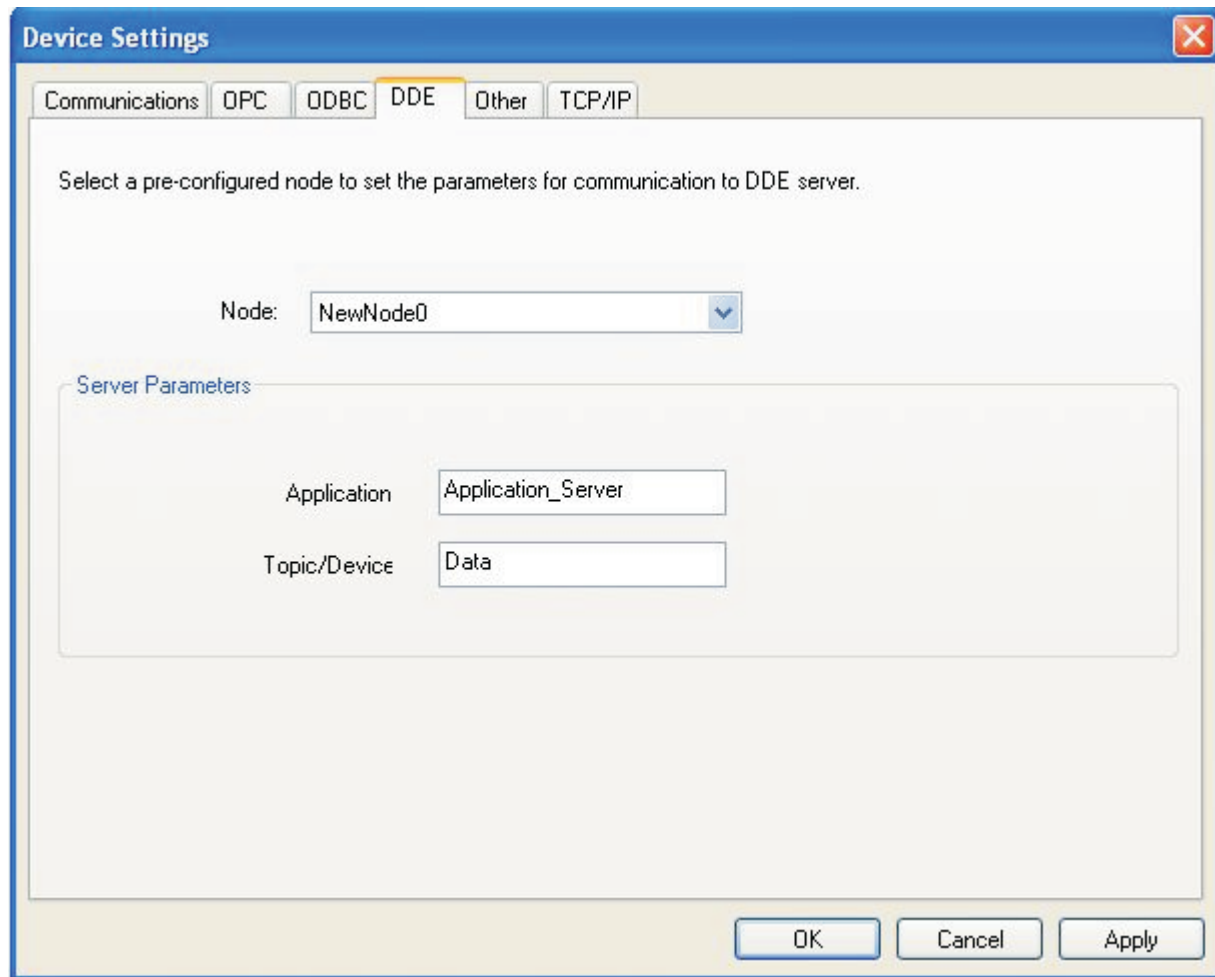 Device Settings
Communications OPC ODBC DDE Other TCP/IP
Select a pre-configured node to set the parameters for communication to DDE server.
Node: NewNode0
Server Parameters
Application Application_Server
Topic/Device Data
OK Cancel Apply